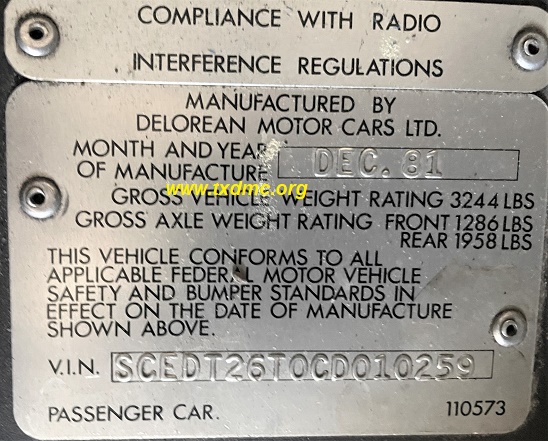 COMPLIANCE WITH RADIO
INTERFERENCE REGULATIONS
MANUFACTURED BY
DELOREAN MOTOR CARS LTD.
MONTH AND YEAR
OF MANUFACTURE DEC. 81
www.txdmc.org
GROSS VEHICLE WEIGHT RATING 3244 LBS
GROSS AXLE WEIGHT RATING FRONT 1286 LBS
REAR 1958 LBS
THIS VEHICLE CONFORMS TO ALL
APPLICABLE FEDERAL MOTOR VEHICLE
SAFETY AND BUMPER STANDARDS IN
EFFECT ON THE DATE OF MANUFACTURE
SHOWN ABOVE.
V.I.N. SCEDT26T0CD010259
PASSENGER CAR. 110573